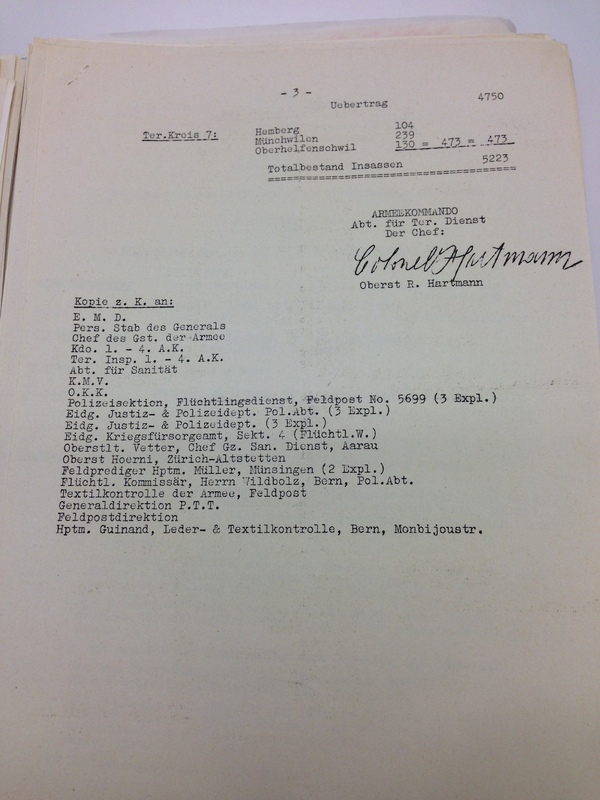 - 3 -
Uebertrag 4750
Ter.Kreis 7: Hemberg 104
Münchwilen 239
Oberhelfenschwil 130 = 473 = 473
Totalbestand Insassen 5223
ARMEEKOMMANDO
Abt. für Ter. Dienst
Der Chef:
Colonel Hartmann
Oberst R. Hartmann
Kopie z. K. an:
E. M. D.
Pers. Stab des Generals
Chef des Gst. der Armee
Kdo. 1. - 4. A.K.
Ter. Insp. 1. - 4. A.K.
Abt. für Sanität
K.M.V.
O.K.K.
Polizeisektion, Flüchtlingsdienst, Feldpost No. 5699 (3 Expl.)
Eidg. Justiz- & Polizeidept. Pol.Abt. (3 Expl.)
Eidg. Justiz- & Polizeidept. (3 Expl.)
Eidg. Kriegsfürsorgeamt, Sekt. 4 (Flüchtl.W.)
Oberstlt. Vetter, Chef Gz. San. Dienst, Aarau
Oberst Hoerni, Zürich-Altstetten
Feldprediger Hptm. Müller, Münsingen (2 Expl.)
Flüchtl. Kommissär, Herrn Wildbolz, Bern, Pol.Abt.
Textilkontrolle der Armee, Feldpost
Generaldirektion P.T.T.
Feldpostdirektion
Hptm. Guinand, Leder- & Textilkontrolle, Bern, Monbijoustr.